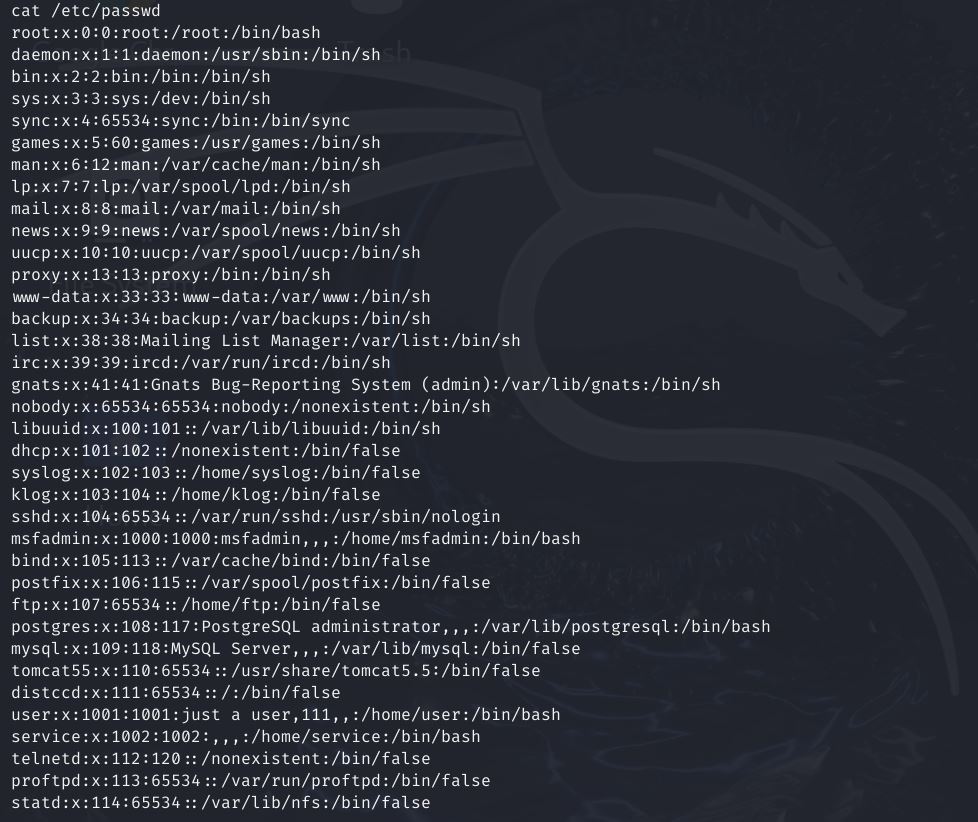 cat /etc/passwd
root:x:0:0:root:/root:/bin/bash
daemon:x:1:1:daemon:/usr/sbin:/bin/sh
bin:x:2:2:bin:/bin:/bin/sh
sys:x:3:3:sys:/dev:/bin/sh
sync:x:4:65534:sync:/bin:/bin/sync
games:x:5:60:games:/usr/games:/bin/sh
man:x:6:12:man:/var/cache/man:/bin/sh
lp:x:7:7:lp:/var/spool/lpd:/bin/sh
mail:x:8:8:mail:/var/mail:/bin/sh
news:x:9:9:news:/var/spool/news:/bin/sh
uucp:x:10:10:uucp:/var/spool/uucp:/bin/sh
proxy:x:13:13:proxy:/bin:/bin/sh
www-data:x:33:33:www-data:/var/www:/bin/sh
backup:x:34:34:backup:/var/backups:/bin/sh
list:x:38:38:Mailing List Manager:/var/list:/bin/sh
irc:x:39:39:ircd:/var/run/ircd:/bin/sh
gnats:x:41:41:Gnats Bug-Reporting System (admin):/var/lib/gnats:/bin/sh
nobody:x:65534:65534:nobody:/nonexistent:/bin/sh
libuuid:x:100:101::/var/lib/libuuid:/bin/sh
dhcp:x:101:102::/nonexistent:/bin/false
syslog:x:102:103::/home/syslog:/bin/false
klog:x:103:104::/home/klog:/bin/false
sshd:x:104:65534::/var/run/sshd:/usr/sbin/nologin
msfadmin:x:1000:1000:msfadmin,,,:/home/msfadmin:/bin/bash
bind:x:105:113::/var/cache/bind:/bin/false
postfix:x:106:115::/var/spool/postfix:/bin/false
ftp:x:107:65534::/home/ftp:/bin/false
postgres:x:108:117:PostgreSQL administrator,,,:/var/lib/postgresql:/bin/bash
mysql:x:109:118:MySQL Server,,,:/var/lib/mysql:/bin/false
tomcat55:x:110:65534::/usr/share/tomcat5.5:/bin/false
distccd:x:111:65534::/:/bin/false
user:x:1001:1001:just a user,111,,:/home/user:/bin/bash
service:x:1002:1002:,,,:/home/service:/bin/bash
telnetd:x:112:120::/nonexistent:/bin/false
proftpd:x:113:65534::/var/run/proftpd:/bin/false
statd:x:114:65534::/var/lib/nfs:/bin/false